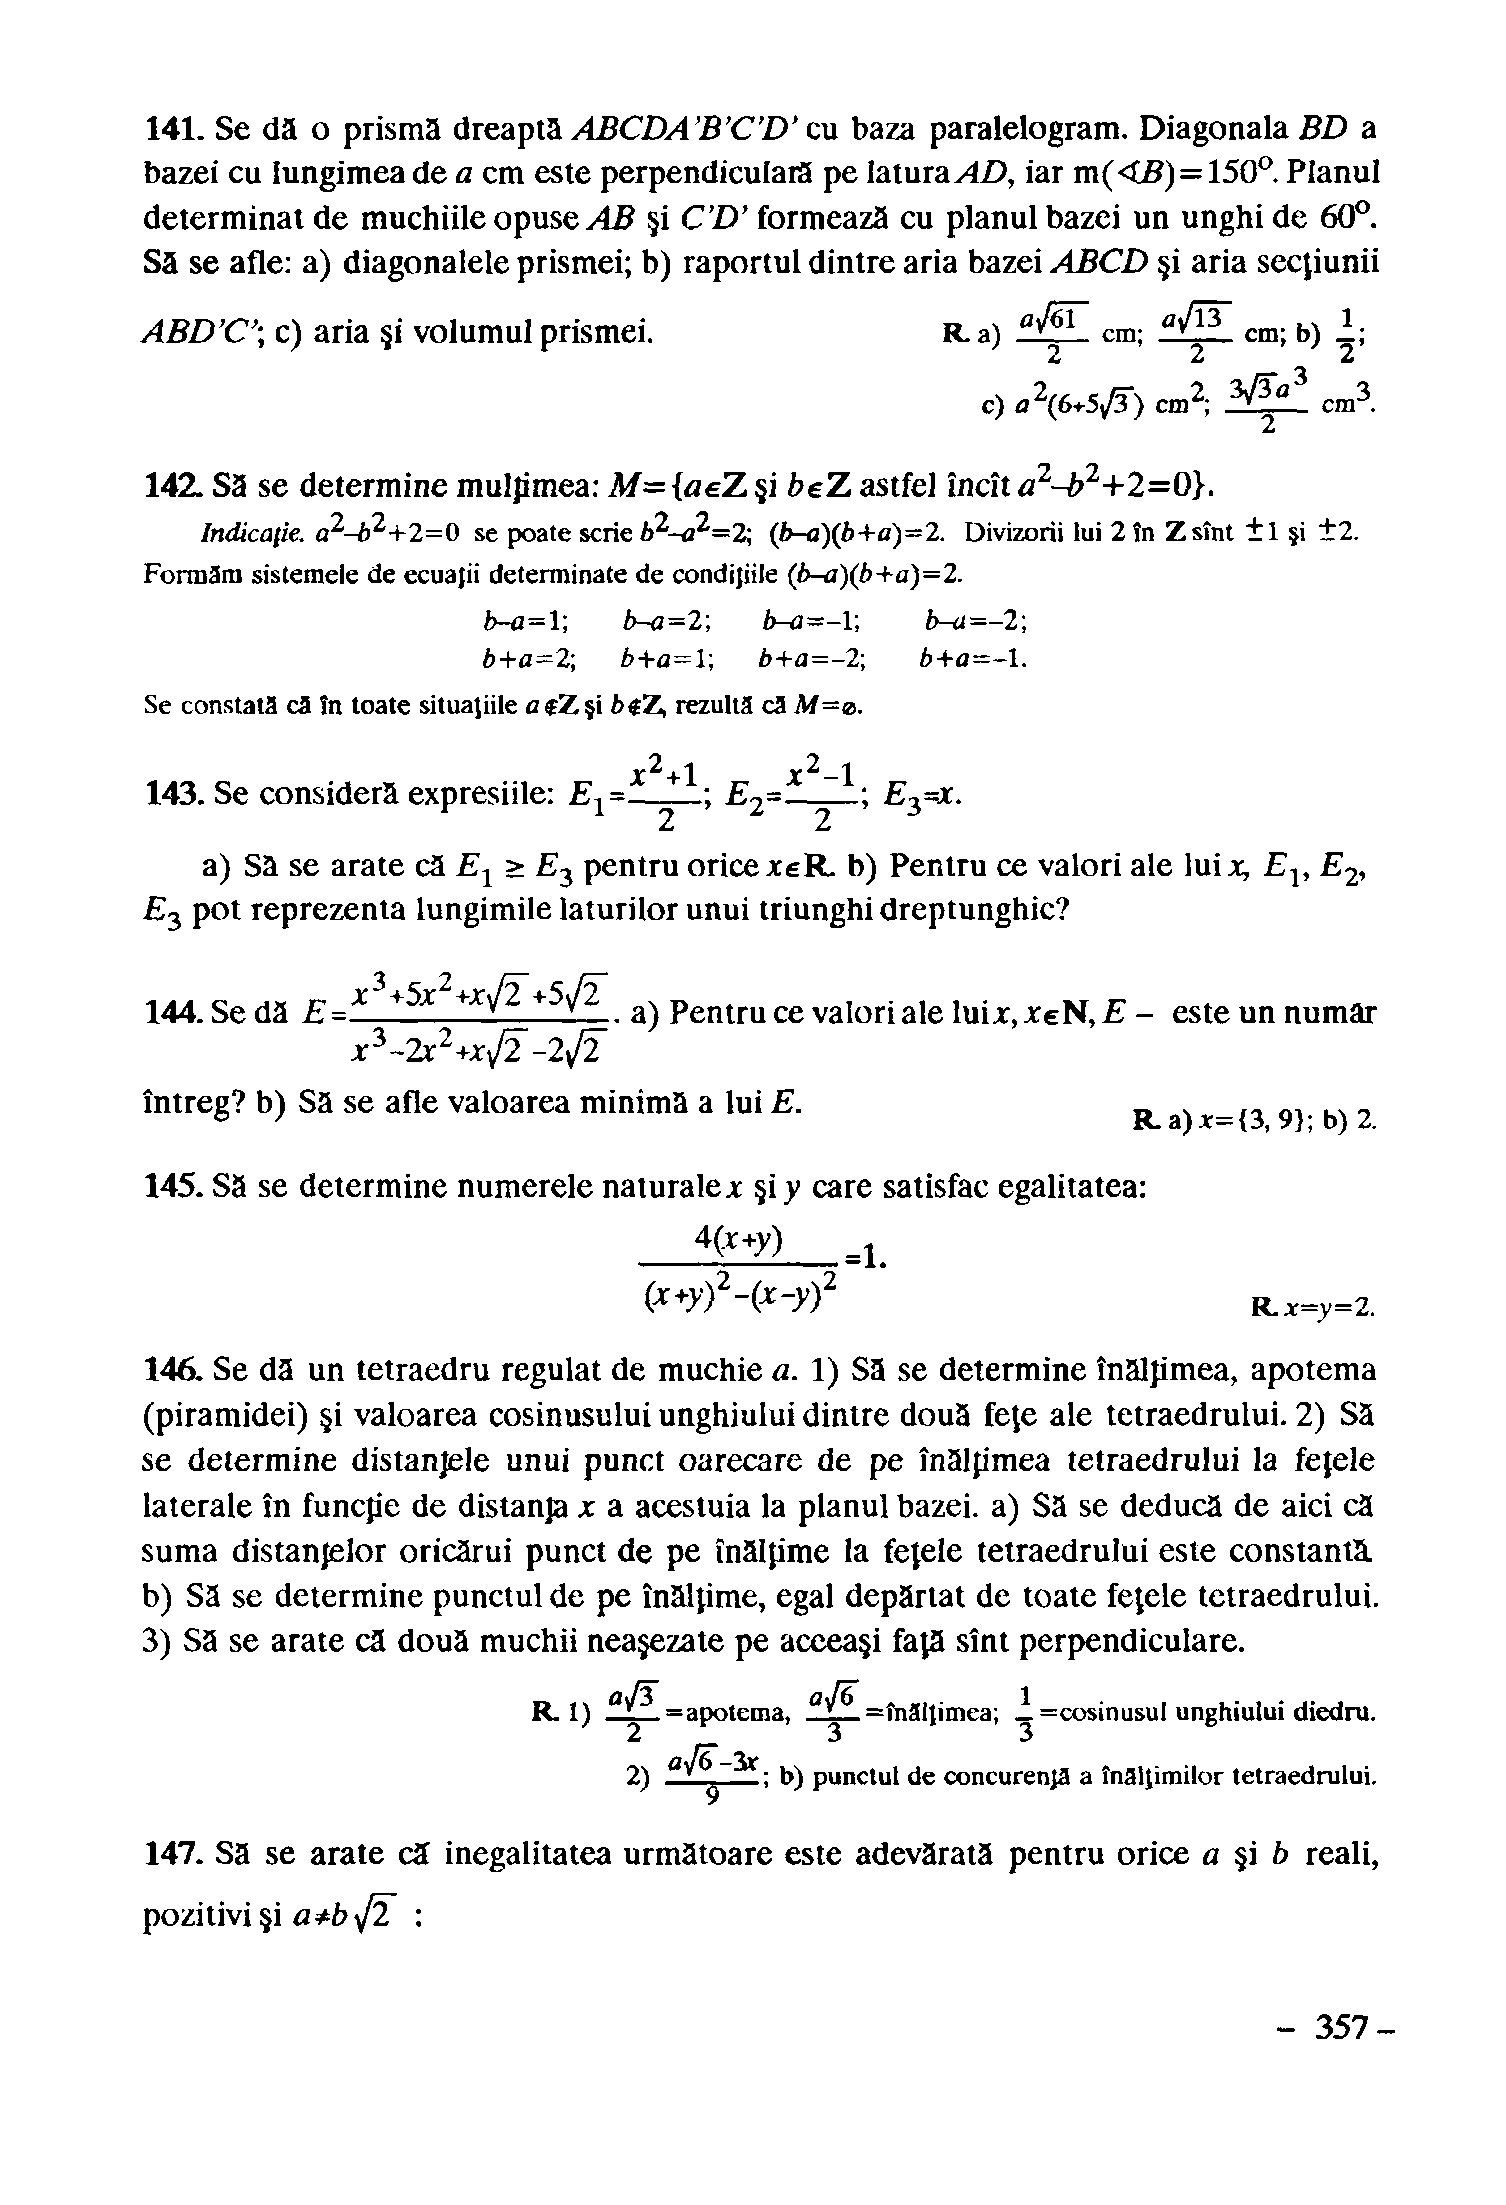 141. Se dă o prismă dreaptă ABCDA'B'C'D' cu baza paralelogram. Diagonala BD a
bazei cu lungimea de a cm este perpendiculară pe latura AD, iar m(∢B)=150°. Planul
determinat de muchiile opuse AB şi C'D' formează cu planul bazei un unghi de 60°.
Să se afle: a) diagonalele prismei; b) raportul dintre aria bazei ABCD şi aria secţiunii
ABD'C'; c) aria şi volumul prismei. R. a) a√61/2 cm; a√13/2 cm; b) 1/2;
c) a²(6+5√3) cm²; 3√3a³/2 cm³.
142. Să se determine mulţimea: M={a∈Z şi b∈Z astfel încît a²–b²+2=0}.
Indicaţie. a²–b²+2=0 se poate scrie b²–a²=2; (b–a)(b+a)=2. Divizorii lui 2 în Z sînt ±1 şi ±2.
Formăm sistemele de ecuaţii determinate de condiţiile (b–a)(b+a)=2.
b–a=1; b–a=2; b–a=–1; b–a=–2;
b+a=2; b+a=1; b+a=–2; b+a=–1.
Se constată că în toate situaţiile a∉Z şi b∉Z, rezultă că M=∅.
143. Se consideră expresiile: E₁=(x²+1)/2; E₂=(x²–1)/2; E₃=x.
a) Să se arate că E₁ ≥ E₃ pentru orice x∈R. b) Pentru ce valori ale lui x, E₁, E₂,
E₃ pot reprezenta lungimile laturilor unui triunghi dreptunghic?
144. Se dă E=(x³+5x²+x√2+5√2)/(x³-2x²+x√2-2√2). a) Pentru ce valori ale lui x, x∈N, E – este un număr
întreg? b) Să se afle valoarea minimă a lui E. R. a) x={3, 9}; b) 2.
145. Să se determine numerele naturale x şi y care satisfac egalitatea:
4(x+y)/((x+y)²-(x-y)²)=1.
R. x=y=2.
146. Se dă un tetraedru regulat de muchie a. 1) Să se determine înălţimea, apotema
(piramidei) şi valoarea cosinusului unghiului dintre două feţe ale tetraedrului. 2) Să
se determine distanţele unui punct oarecare de pe înălţimea tetraedrului la feţele
laterale în funcţie de distanţa x a acestuia la planul bazei. a) Să se deducă de aici că
suma distanţelor oricărui punct de pe înălţime la feţele tetraedrului este constantă.
b) Să se determine punctul de pe înălţime, egal depărtat de toate feţele tetraedrului.
3) Să se arate că două muchii neaşezate pe acceaşi faţă sînt perpendiculare.
R. 1) a√3/2=apotema, a√6/3=înălţimea; 1/3=cosinusul unghiului diedru.
2) (a√6-3x)/9; b) punctul de concurenţă a înălţimilor tetraedrului.
147. Să se arate că inegalitatea următoare este adevărată pentru orice a şi b reali,
pozitivi şi a≠b√2 :
– 357 –